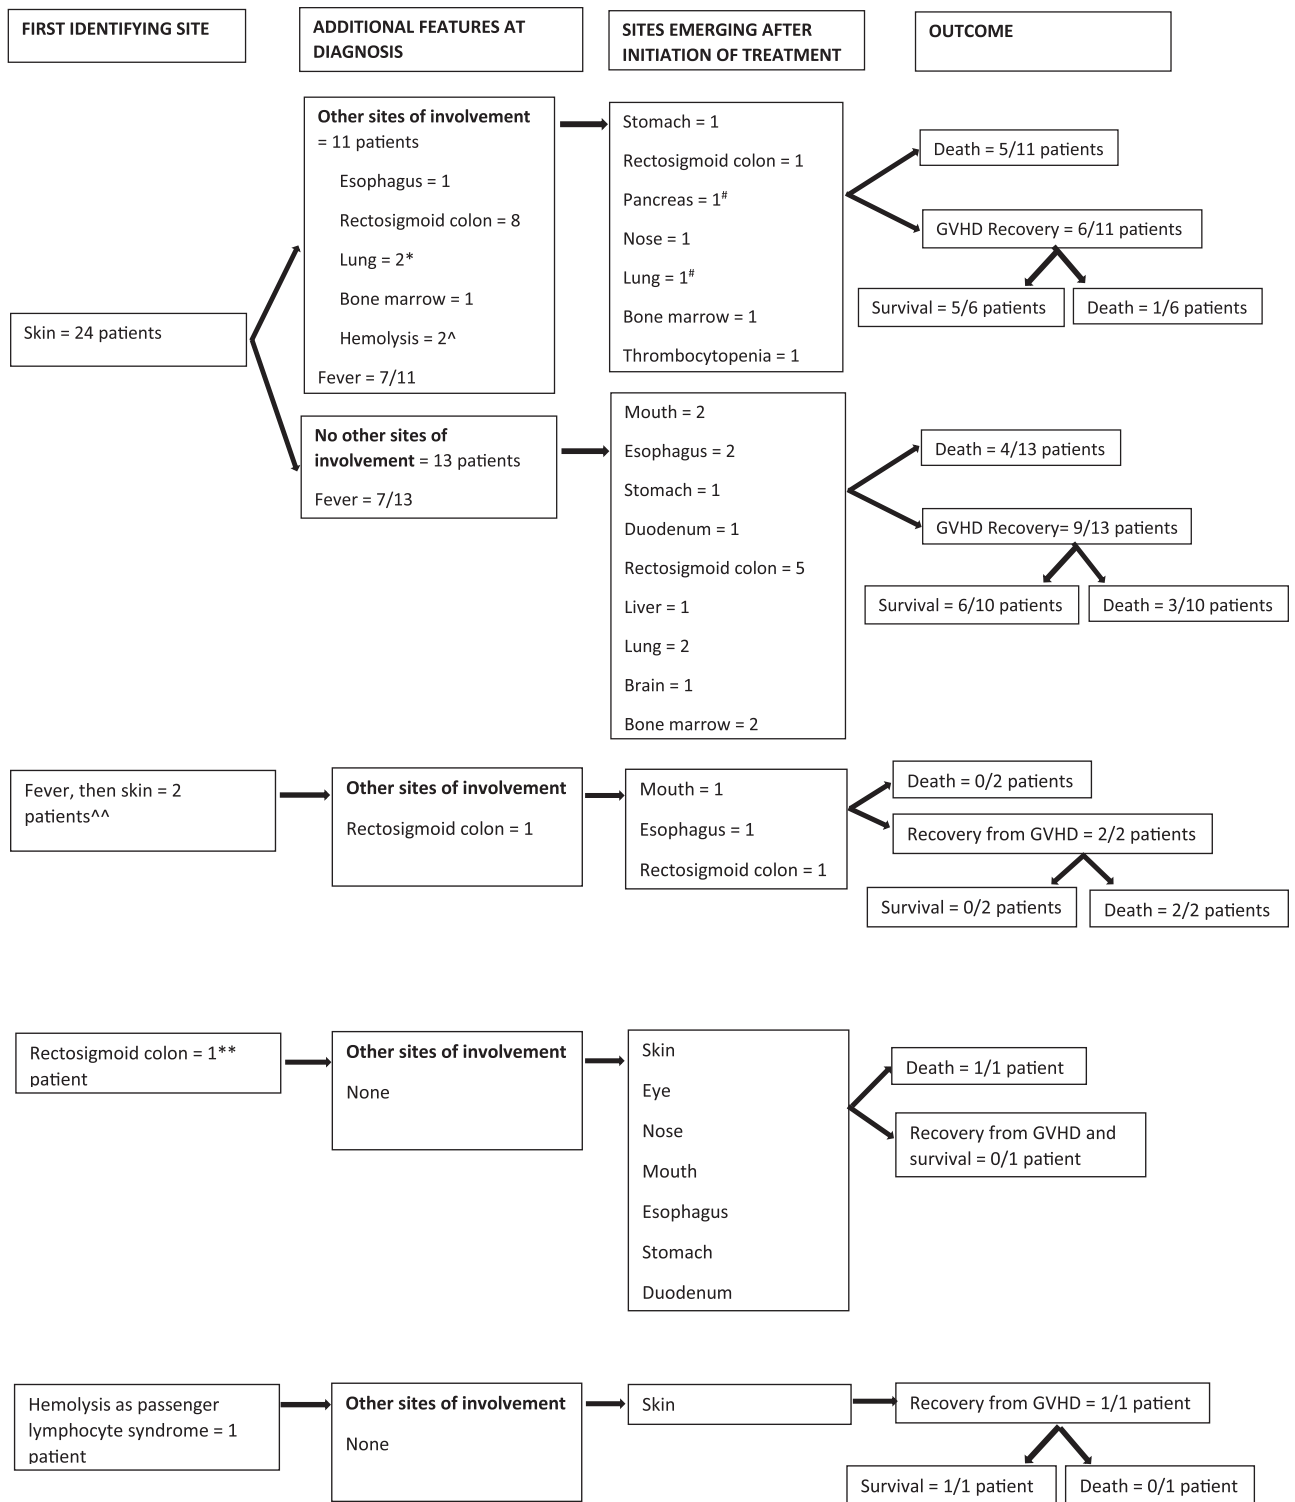 FIRST IDENTIFYING SITE
ADDITIONAL FEATURES AT
DIAGNOSIS
SITES EMERGING AFTER
INITIATION OF TREATMENT
OUTCOME
Skin = 24 patients
Other sites of involvement
= 11 patients
Esophagus = 1
Rectosigmoid colon = 8
Lung = 2*
Bone marrow = 1
Hemolysis = 2^
Fever = 7/11
Stomach = 1
Rectosigmoid colon = 1
Pancreas = 1#
Nose = 1
Lung = 1#
Bone marrow = 1
Thrombocytopenia = 1
Death = 5/11 patients
GVHD Recovery = 6/11 patients
Survival = 5/6 patients
Death = 1/6 patients
No other sites of
involvement = 13 patients
Fever = 7/13
Mouth = 2
Esophagus = 2
Stomach = 1
Duodenum = 1
Rectosigmoid colon = 5
Liver = 1
Lung = 2
Brain = 1
Bone marrow = 2
Death = 4/13 patients
GVHD Recovery= 9/13 patients
Survival = 6/10 patients
Death = 3/10 patients
Fever, then skin = 2
patients^^
Other sites of involvement
Rectosigmoid colon = 1
Mouth = 1
Esophagus = 1
Rectosigmoid colon = 1
Death = 0/2 patients
Recovery from GVHD = 2/2 patients
Survival = 0/2 patients
Death = 2/2 patients
Rectosigmoid colon = 1**
patient
Other sites of involvement
None
Skin
Eye
Nose
Mouth
Esophagus
Stomach
Duodenum
Death = 1/1 patient
Recovery from GVHD and
survival = 0/1 patient
Hemolysis as passenger
lymphocyte syndrome = 1
patient
Other sites of involvement
None
Skin
Recovery from GVHD = 1/1 patient
Survival = 1/1 patient
Death = 0/1 patient